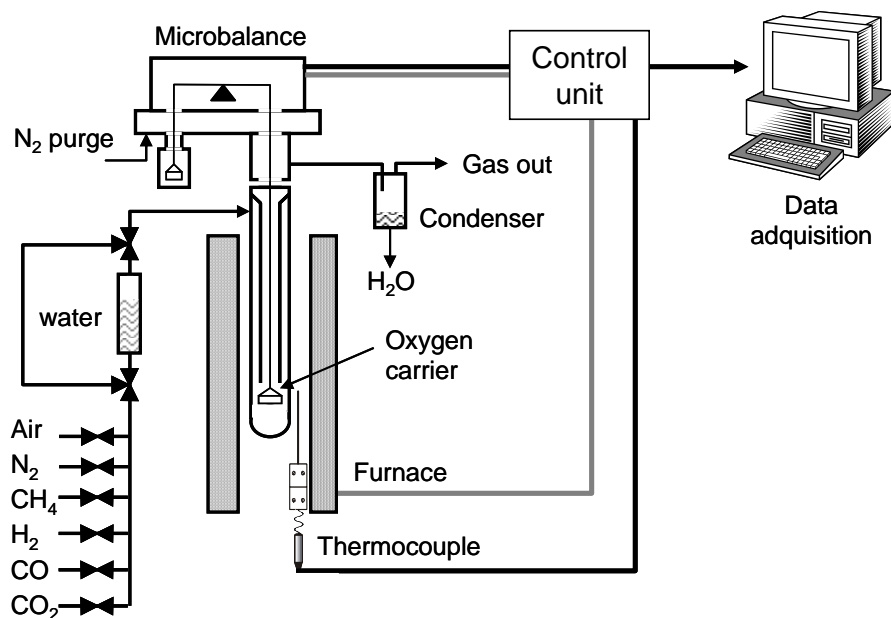 Microbalance
Control
unit
N₂ purge
Gas out
Condenser
H₂O
Data
adquisition
water
Oxygen
carrier
Air
N₂
CH₄
H₂
CO
CO₂
Furnace
Thermocouple